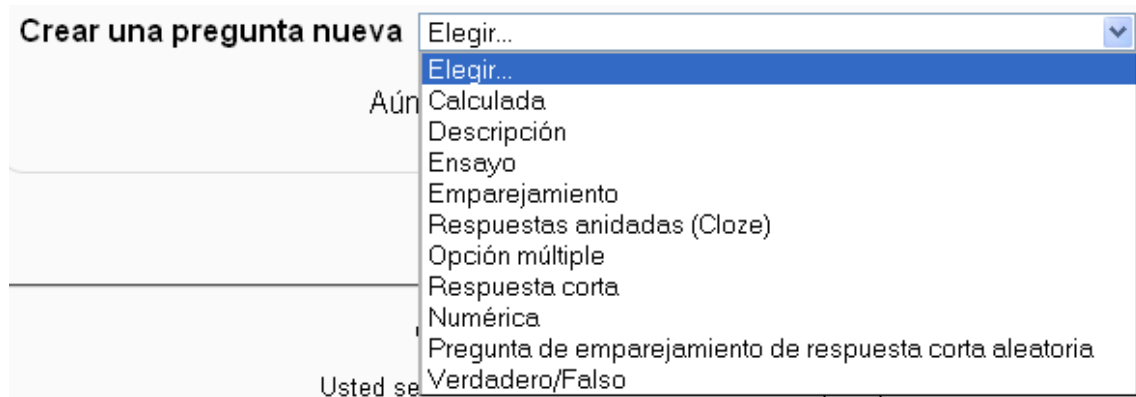 Crear una pregunta nueva Elegir...
Elegir...
Calculada
Aún
Descripción
Ensayo
Emparejamiento
Respuestas anidadas (Cloze)
Opción múltiple
Respuesta corta
Numérica
Pregunta de emparejamiento de respuesta corta aleatoria
Usted se
Verdadero/Falso